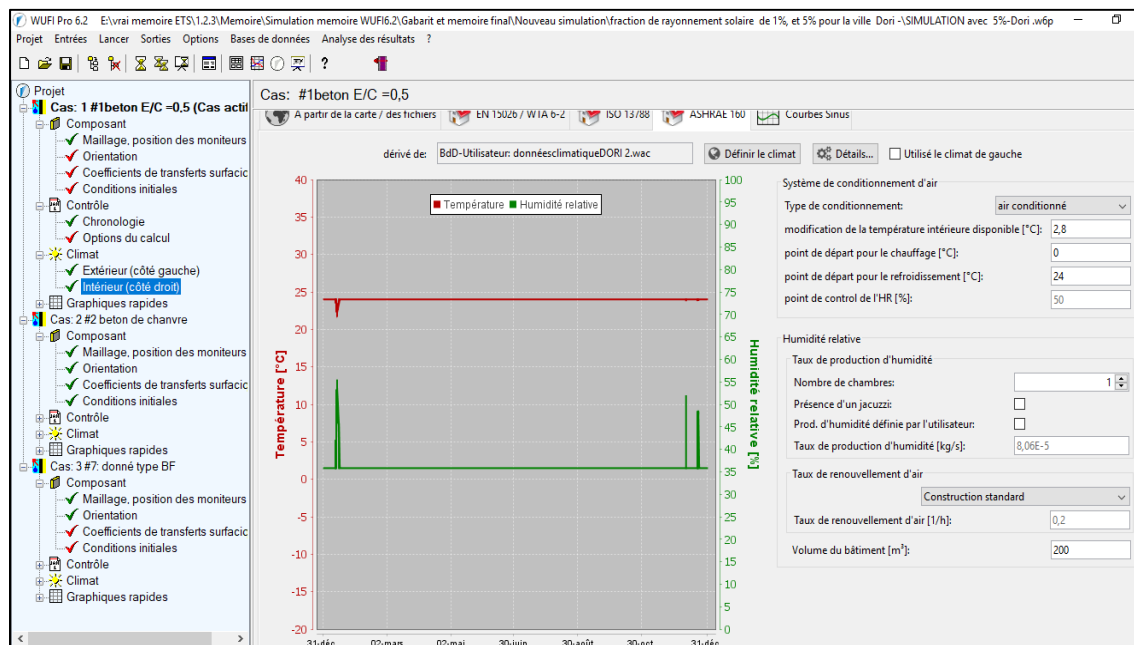 WUFI Pro 6.2 E:\vrai memoire ETS\1.2.3\Memoire\Simulation memoire WUFI6.2\Gabarit et memoire final\Nouveau simulation\fraction de rayonnement solaire de 1%, et 5% pour la ville Dori -\SIMULATION avec 5%-Dori .w6p
Projet Entrées Lancer Sorties Options Bases de données Analyse des résultats ?
Projet
Cas: 1 #1beton E/C =0,5 (Cas actif
Composant
Maillage, position des moniteurs
Orientation
Coefficients de transferts surfacic
Conditions initiales
Contrôle
Chronologie
Options du calcul
Climat
Extérieur (côté gauche)
Intérieur (côté droit)
Graphiques rapides
Cas: 2 #2 beton de chanvre
Composant
Maillage, position des moniteurs
Orientation
Coefficients de transferts surfacic
Conditions initiales
Contrôle
Climat
Graphiques rapides
Cas: 3 #7: donné type BF
Composant
Maillage, position des moniteurs
Orientation
Coefficients de transferts surfacic
Conditions initiales
Contrôle
Climat
Graphiques rapides
Cas: #1beton E/C =0,5
A partir de la carte / des fichiers EN 15026 / WTA 6-2 ISO 13788 ASHRAE 160 Courbes Sinus
dérivé de: BdD-Utilisateur: donnéesclimatiqueDORI 2.wac Définir le climat Détails... Utilisé le climat de gauche
Température Humidité relative
Température [°C]
40
35
30
25
20
15
10
5
0
-5
-10
-15
-20
100
95
90
85
80
75
70
65
60
55
50
45
40
35
30
25
20
15
10
5
0
Humidité relative [%]
31-déc 02-mars 02-mai 30-juin 30-août 30-oct 31-déc
Système de conditionnement d'air
Type de conditionnement: air conditionné
modification de la température intérieure disponible [°C]: 2,8
point de départ pour le chauffage [°C]: 0
point de départ pour le refroidissement [°C]: 24
point de control de l'HR [%]: 50
Humidité relative
Taux de production d'humidité
Nombre de chambres: 1
Présence d'un jacuzzi:
Prod. d'humidité définie par l'utilisateur:
Taux de production d'humidité [kg/s]: 8,06E-5
Taux de renouvellement d'air
Construction standard
Taux de renouvellement d'air [1/h]: 0,2
Volume du bâtiment [m³]: 200